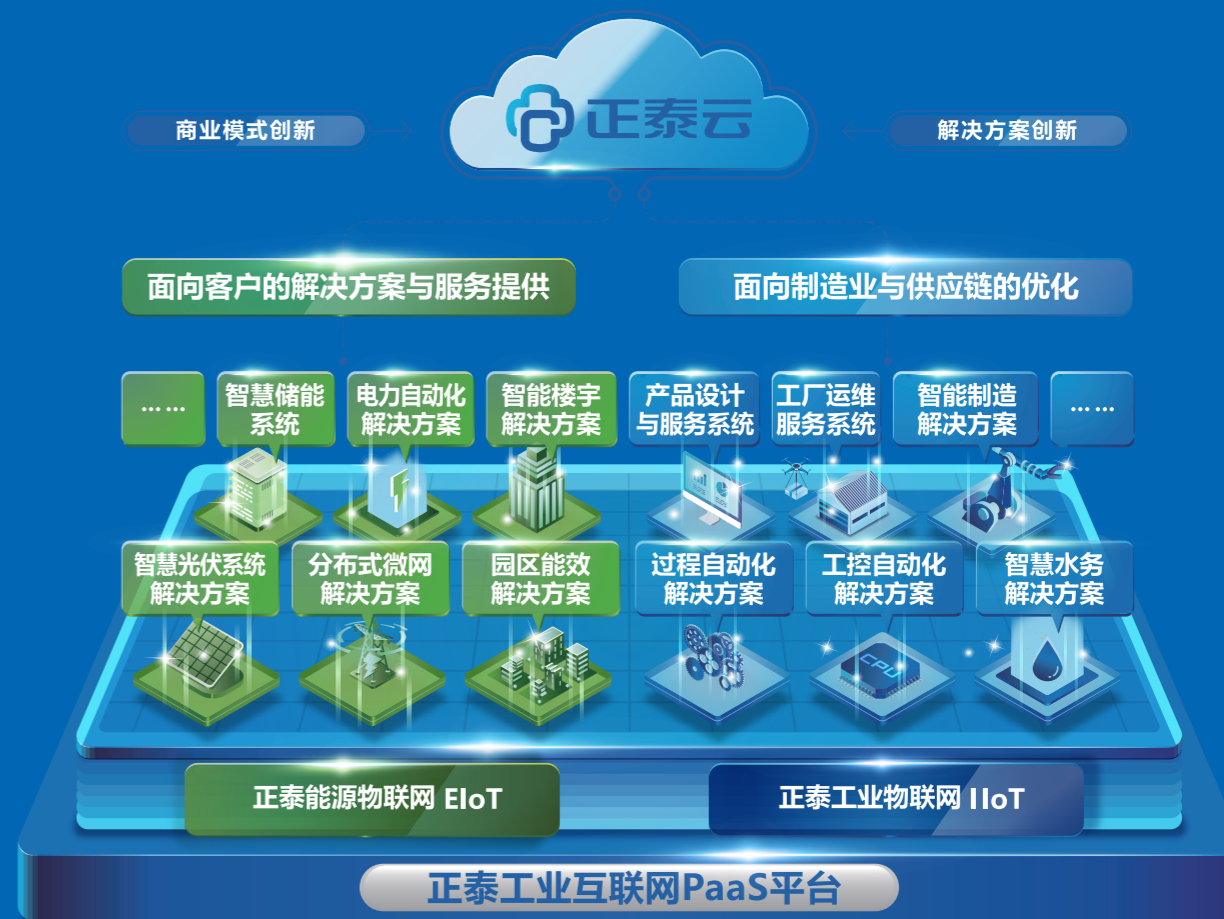 正泰云
商业模式创新
解决方案创新
面向客户的解决方案与服务提供
面向制造业与供应链的优化
……
智慧储能
系统
电力自动化
解决方案
智能楼宇
解决方案
产品设计
与服务系统
工厂运维
服务系统
智能制造
解决方案
……
智慧光伏系统
解决方案
分布式微网
解决方案
园区能效
解决方案
过程自动化
解决方案
工控自动化
解决方案
智慧水务
解决方案
CPU
正泰能源物联网 EIoT
正泰工业物联网 IIoT
正泰工业互联网PaaS平台